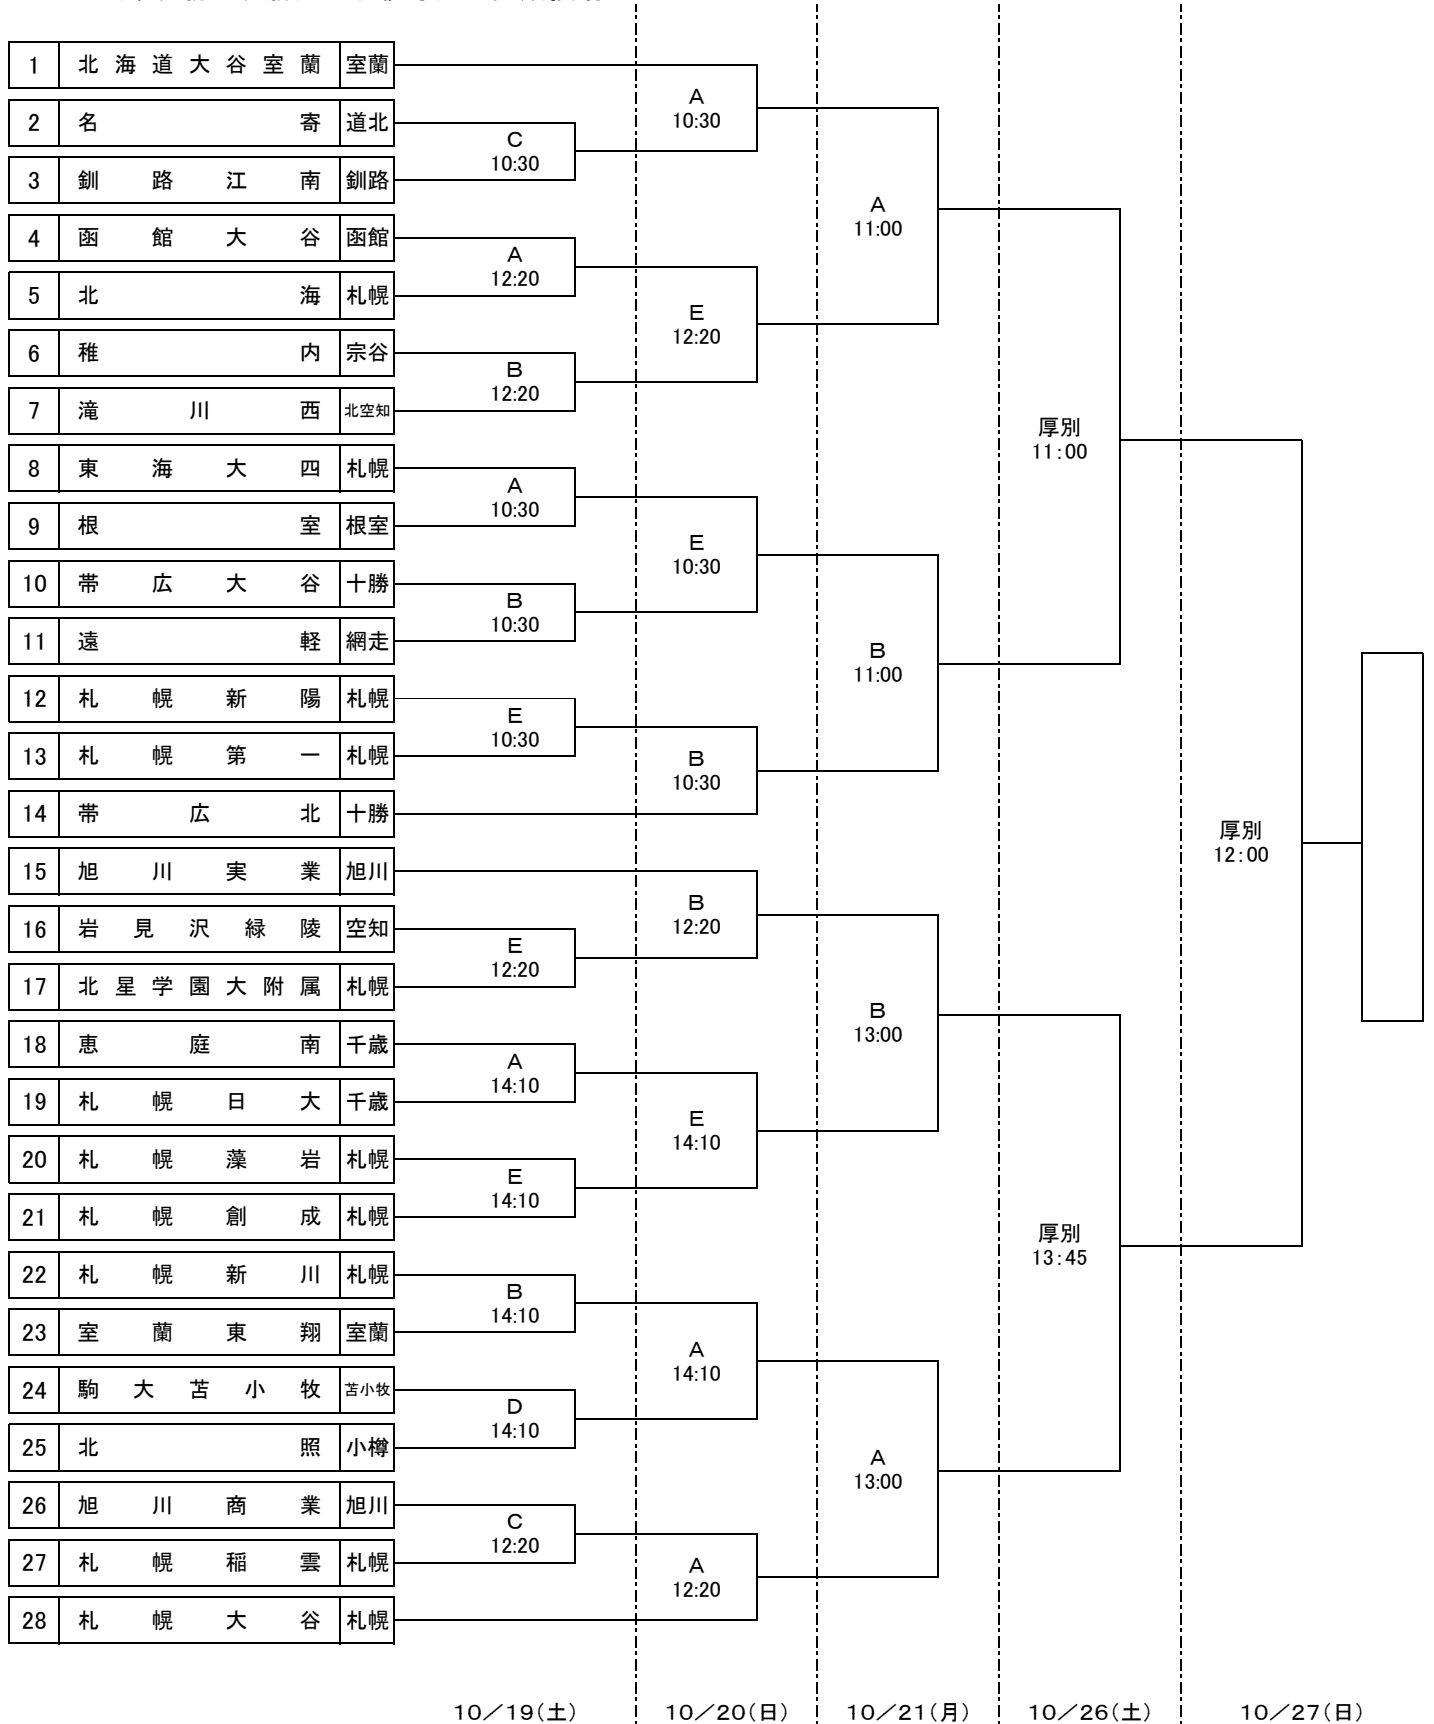 1 北海道大谷室蘭 室蘭
2 名寄 道北
3 釧路江南 釧路
4 函館大谷 函館
5 北海 札幌
6 稚内 宗谷
7 滝川西 北空知
8 東海大四 札幌
9 根室 根室
10 帯広大谷 十勝
11 遠軽 網走
12 札幌新陽 札幌
13 札幌第一 札幌
14 帯広北 十勝
15 旭川実業 旭川
16 岩見沢緑陵 空知
17 北星学園大附属 札幌
18 恵庭南 千歳
19 札幌日大 千歳
20 札幌藻岩 札幌
21 札幌創成 札幌
22 札幌新川 札幌
23 室蘭東翔 室蘭
24 駒大苫小牧 苫小牧
25 北照 小樽
26 旭川商業 旭川
27 札幌稲雲 札幌
28 札幌大谷 札幌
C
10:30
A
12:20
B
12:20
A
10:30
B
10:30
E
10:30
E
12:20
A
14:10
E
14:10
B
14:10
D
14:10
C
12:20
A
10:30
E
12:20
E
10:30
B
10:30
B
12:20
E
14:10
A
14:10
A
12:20
A
11:00
B
11:00
B
13:00
A
13:00
厚別
11:00
厚別
13:45
厚別
12:00
10／19（土） 10／20（日） 10／21（月） 10／26（土） 10／27（日）